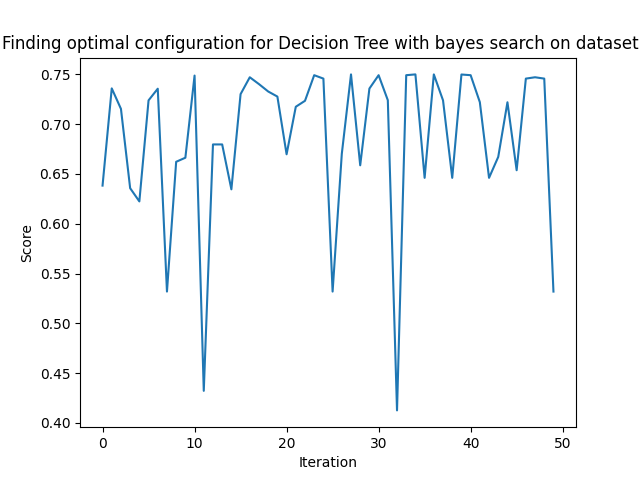 Finding optimal configuration for Decision Tree with bayes search on dataset
0.75
0.70
0.65
0.60
0.55
0.50
0.45
0.40
Score
0 10 20 30 40 50
Iteration